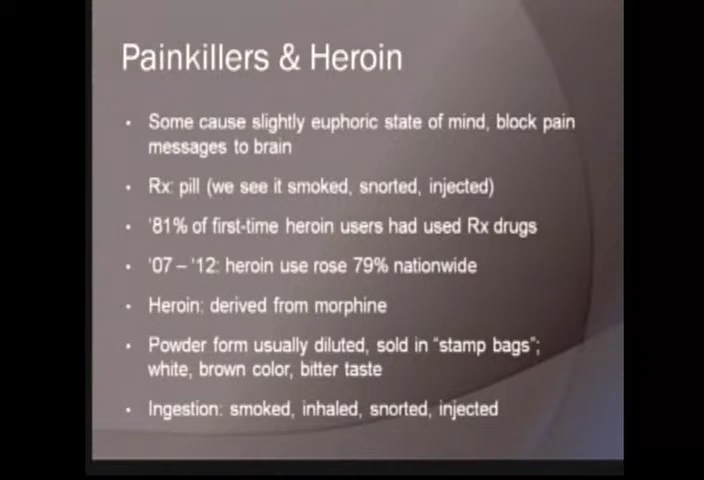 Painkillers & Heroin
• Some cause slightly euphoric state of mind, block pain
messages to brain
• Rx: pill (we see it smoked, snorted, injected)
• '81% of first-time heroin users had used Rx drugs
• '07 – '12: heroin use rose 79% nationwide
• Heroin: derived from morphine
• Powder form usually diluted, sold in "stamp bags";
white, brown color, bitter taste
• Ingestion: smoked, inhaled, snorted, injected